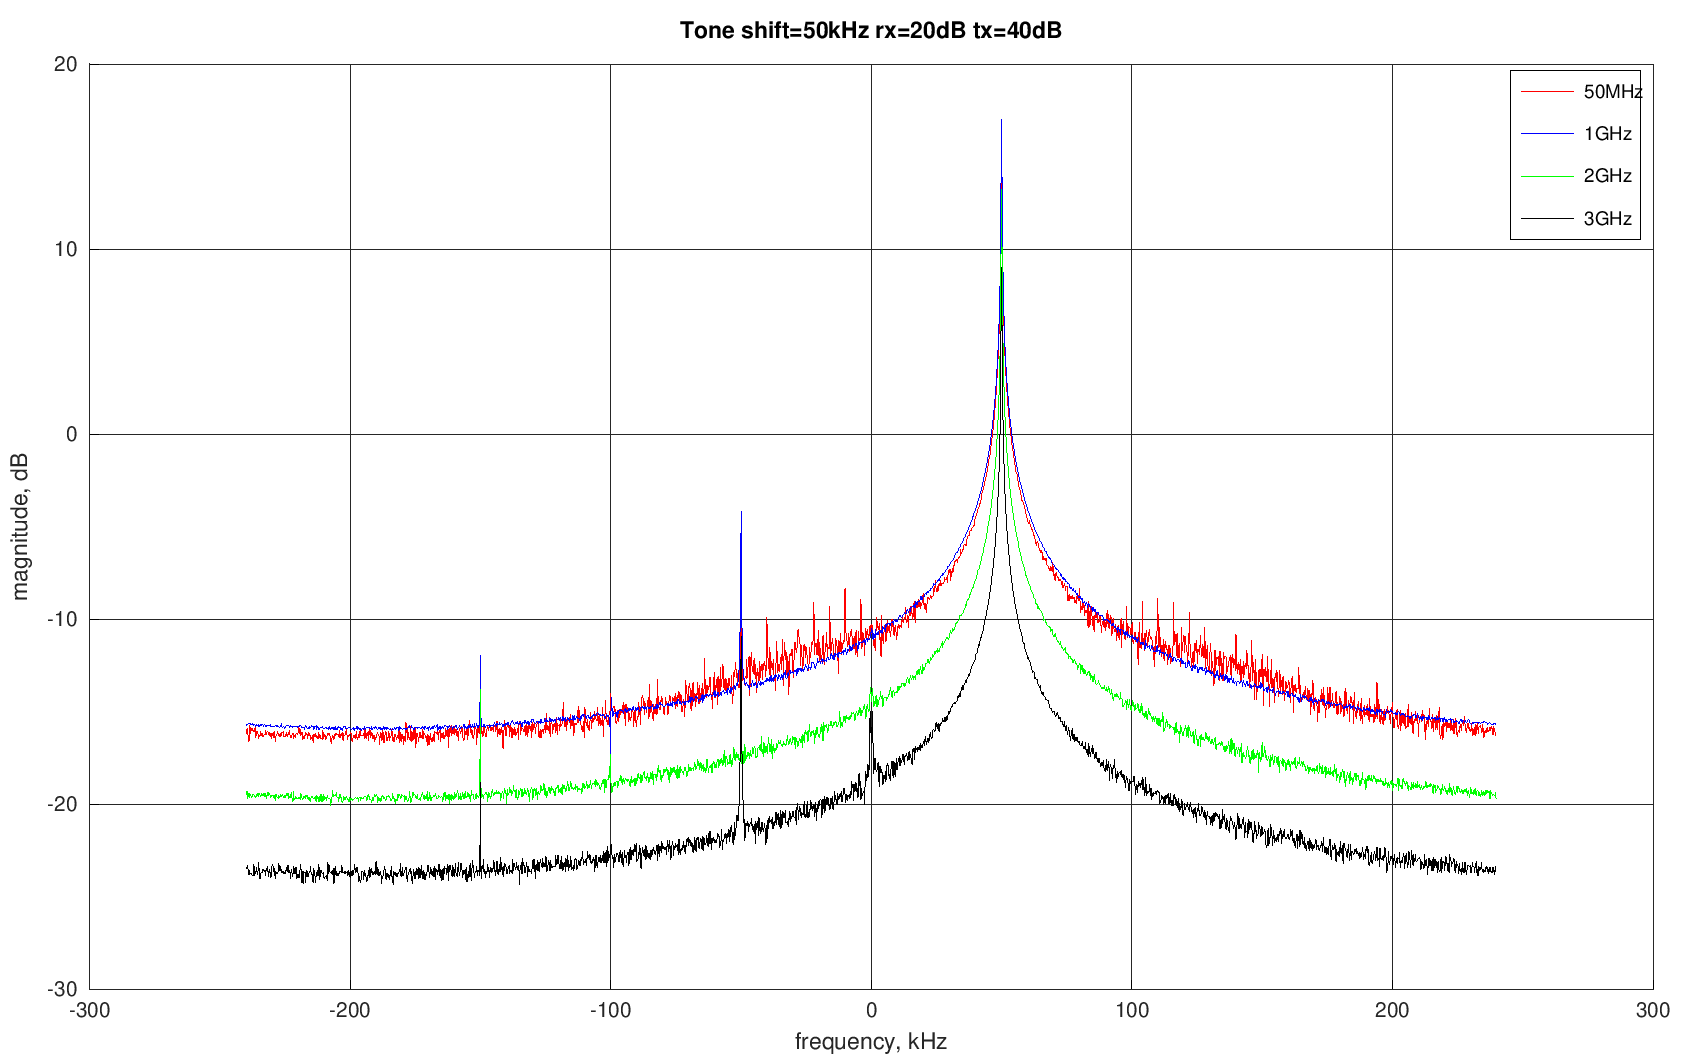 Tone shift=50kHz rx=20dB tx=40dB
20
10
0
-10
-20
-30
magnitude, dB
50MHz
1GHz
2GHz
3GHz
-300 -200 -100 0 100 200 300
frequency, kHz